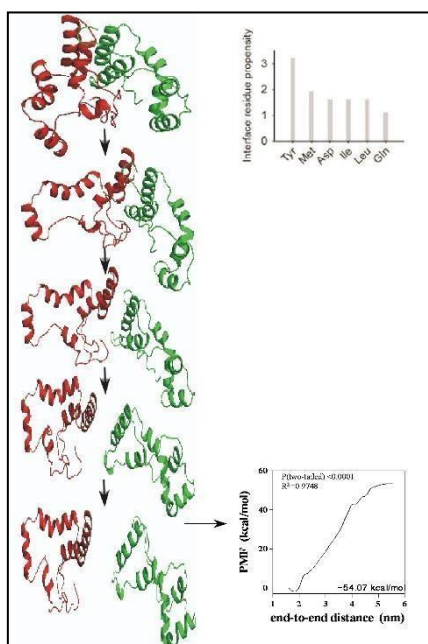 Interface residue propensity
3
2
1
0
Tyr
Met
Asp
Ile
Leu
Gln
P(two-tailed) <0.0001
R²=0.9748
PMF (kcal/mol)
60
40
20
0
−54.07 kcal/mo
1 2 3 4 5 6
end-to-end distance (nm)